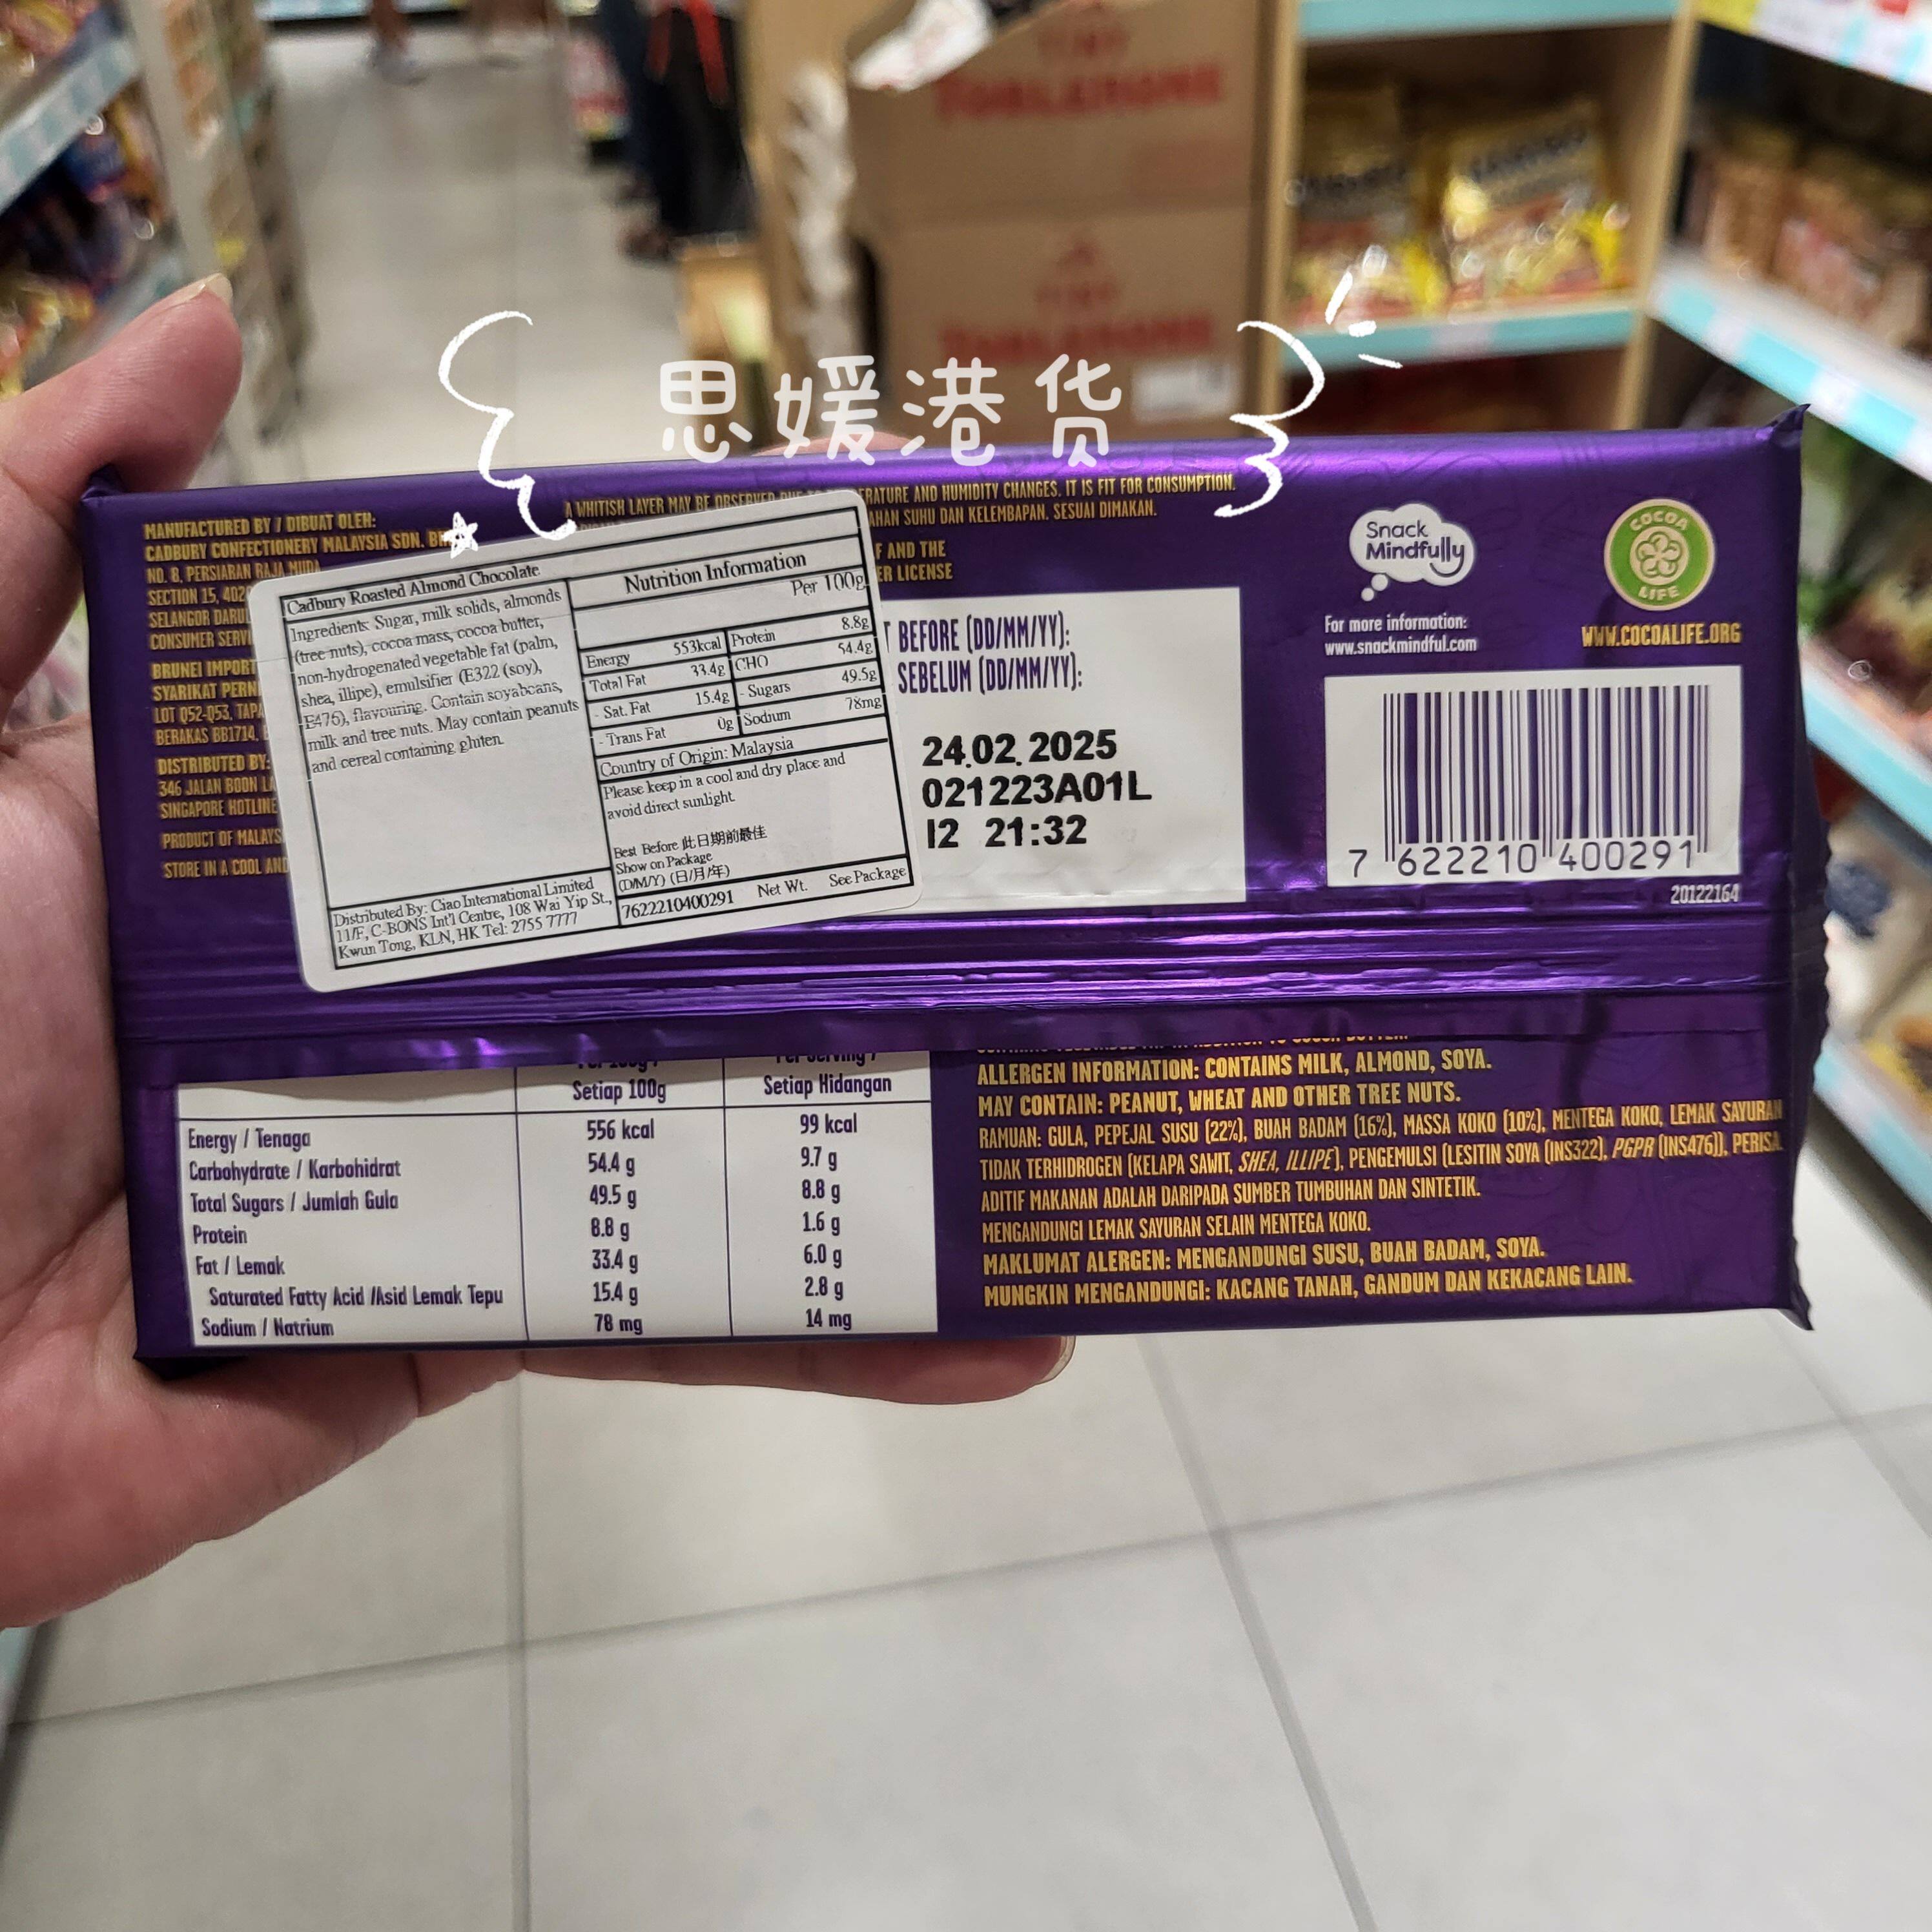 思媛港货
MANUFACTURED BY / DIBUAT OLEH:
CADBURY CONFECTIONERY MALAYSIA SDN.
NO. 8, PERSIARAN RAJA MUDA
SECTION 15,
SELANGOR
CONSUMER
BRUNEI
SYARIKAT
LOT Q52-Q53,
BERAKAS BB1714,
DISTRIBUTED BY:
346 JALAN BOON
SINGAPORE HOTLINE
PRODUCT OF
STORE IN A COOL AND
A WHITISH LAYER MAY BE OBSERVED AND HUMIDITY CHANGES. IT IS FIT FOR CONSUMPTION.
SUHU DAN KELEMBAPAN. SESUAI DIMAKAN.
AND THE
LICENSE
Cadbury Roasted Almond Chocolate
Ingredients: Sugar, milk solids, almonds
(tree nuts), cocoa mass, cocoa butter,
non-hydrogenated vegetable fat (palm,
shea, illipe), emulsifier (E322 (soy),
E476), flavouring. Contain soyabeans,
milk and tree nuts. May contain peanuts
and cereal containing gluten.
Distributed By: Ciao International Limited
11/F, C-BONS Int'l Centre, 108 Wai Yip St.,
Kwun Tong, KLN, HK Tel: 2755 7777
Nutrition Information
Per 100g
Energy 553kcal Protein 8.8g
Total Fat 33.4g CHO 54.4g
- Sat. Fat 15.4g - Sugars 49.5g
- Trans Fat 0g Sodium 78mg
Country of Origin: Malaysia
Please keep in a cool and dry place and
avoid direct sunlight.
Best Before 此日期前最佳
Show on Package
(D/M/Y) (日/月/年)
7622210400291 Net Wt. See Package
BEFORE (DD/MM/YY):
SEBELUM (DD/MM/YY):
24.02.2025
021223A01L
12 21:32
Snack
Mindfully
For more information:
www.snackmindful.com
COCOA
LIFE
WWW.COCOALIFE.ORG
7 622210 400291
20122164
Setiap 100g Setiap Hidangan
Energy / Tenaga 556 kcal 99 kcal
Carbohydrate / Karbohidrat 54.4 g 9.7 g
Total Sugars / Jumlah Gula 49.5 g 8.8 g
Protein 8.8 g 1.6 g
Fat / Lemak 33.4 g 6.0 g
Saturated Fatty Acid /Asid Lemak Tepu 15.4 g 2.8 g
Sodium / Natrium 78 mg 14 mg
ALLERGEN INFORMATION: CONTAINS MILK, ALMOND, SOYA.
MAY CONTAIN: PEANUT, WHEAT AND OTHER TREE NUTS.
RAMUAN: GULA, PEPEJAL SUSU (22%), BUAH BADAM (16%), MASSA KOKO (10%), MENTEGA KOKO, LEMAK SAYURAN
TIDAK TERHIDROGEN (KELAPA SAWIT, SHEA, ILLIPE), PENGEMULSI (LESITIN SOYA (INS322), PGPR (INS476)),
ADITIF MAKANAN ADALAH DARIPADA SUMBER TUMBUHAN DAN SINTETIK.
MENGANDUNGI LEMAK SAYURAN SELAIN MENTEGA KOKO.
MAKLUMAT ALERGEN: MENGANDUNGI SUSU, BUAH BADAM, SOYA.
MUNGKIN MENGANDUNGI: KACANG TANAH, GANDUM DAN KEKACANG LAIN.